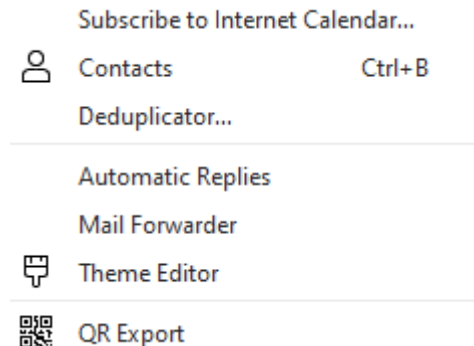 Subscribe to Internet Calendar...
Contacts Ctrl+B
Deduplicator...
Automatic Replies
Mail Forwarder
Theme Editor
QR Export